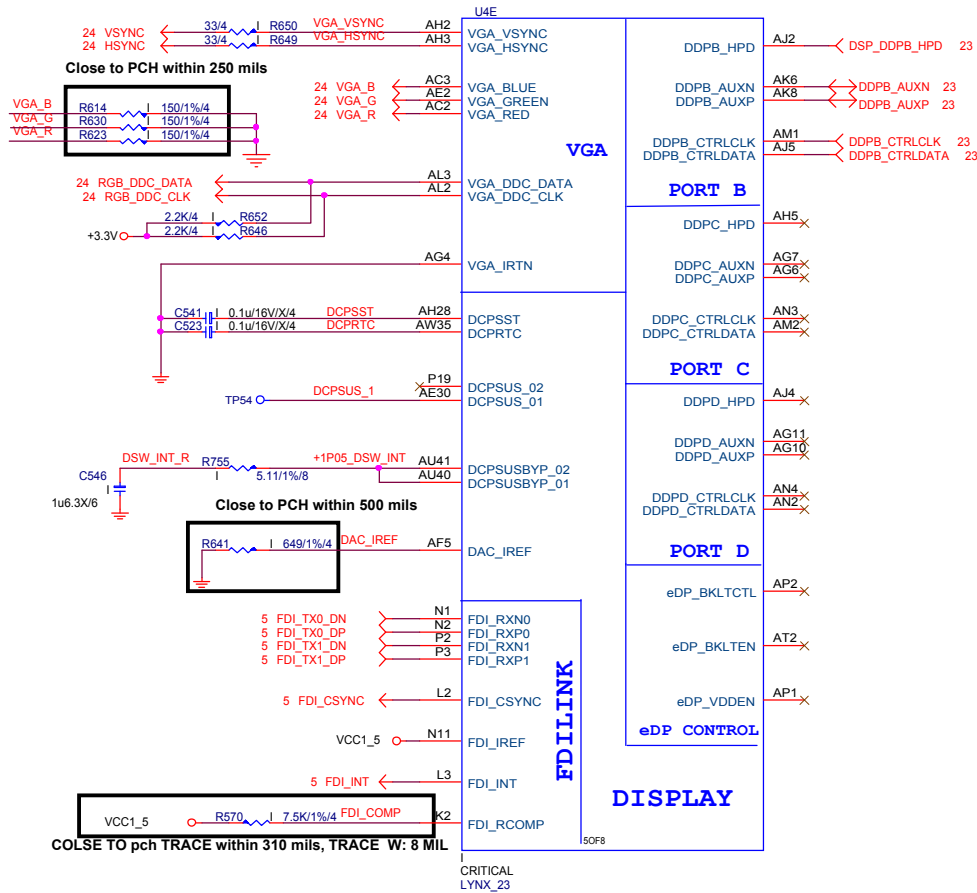 U4E
24 VSYNC 33/4 I R650 VGA_VSYNC AH2 VGA_VSYNC
24 HSYNC 33/4 I R649 VGA_HSYNC AH3 VGA_HSYNC
DDPB_HPD AJ2 DSP_DDPB_HPD 23
Close to PCH within 250 mils
24 VGA_B AC3 VGA_BLUE
24 VGA_G AE2 VGA_GREEN
24 VGA_R AC2 VGA_RED
DDPB_AUXN AK6 DDPB_AUXN 23
DDPB_AUXP AK8 DDPB_AUXP 23
VGA_B R614 I 150/1%/4
VGA_G R630 I 150/1%/4
VGA_R R623 I 150/1%/4
VGA
DDPB_CTRLCLK AM1 DDPB_CTRLCLK 23
DDPB_CTRLDATA AJ5 DDPB_CTRLDATA 23
PORT B
24 RGB_DDC_DATA AL3 VGA_DDC_DATA
24 RGB_DDC_CLK AL2 VGA_DDC_CLK
2.2K/4 I R652
2.2K/4 I R646
+3.3V
DDPC_HPD AH5
AG4 VGA_IRTN
DDPC_AUXN AG7
DDPC_AUXP AG6
C541 I 0.1u/16V/X/4 DCPSST AH28 DCPSST
C523 I 0.1u/16V/X/4 DCPRTC AW35 DCPRTC
DDPC_CTRLCLK AN3
DDPC_CTRLDATA AM2
PORT C
P19 DCPSUS_02
TP54 DCPSUS_1 AE30 DCPSUS_01
DDPD_HPD AJ4
DDPD_AUXN AG11
DDPD_AUXP AG10
DSW_INT_R R755 I 5.11/1%/8 +1P05_DSW_INT AU41 DCPSUSBYP_02
AU40 DCPSUSBYP_01
C546 I
1u6.3X/6
DDPD_CTRLCLK AN4
DDPD_CTRLDATA AN2
Close to PCH within 500 mils
R641 I 649/1%/4 DAC_IREF AF5 DAC_IREF
PORT D
eDP_BKLTCTL AP2
5 FDI_TX0_DN N1 FDI_RXN0
5 FDI_TX0_DP N2 FDI_RXP0
5 FDI_TX1_DN P2 FDI_RXN1
5 FDI_TX1_DP P3 FDI_RXP1
eDP_BKLTEN AT2
FDILINK
5 FDI_CSYNC L2 FDI_CSYNC
eDP_VDDEN AP1
eDP CONTROL
VCC1_5 N11 FDI_IREF
5 FDI_INT L3 FDI_INT
DISPLAY
VCC1_5 R570 I 7.5K/1%/4 FDI_COMP K2 FDI_RCOMP
COLSE TO pch TRACE within 310 mils, TRACE W: 8 MIL
5OF8
I
CRITICAL
LYNX_23